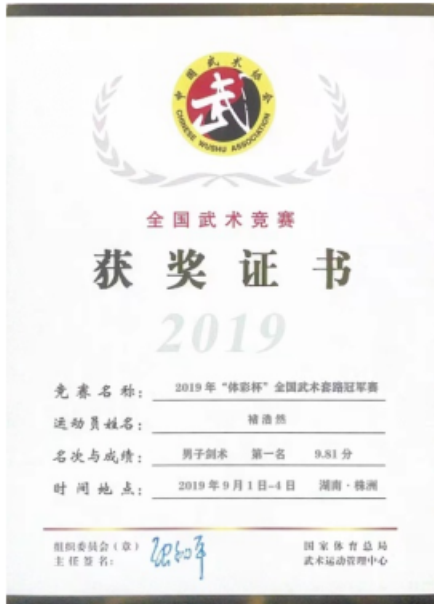 中国武术协会
武
CHINESE WUSHU ASSOCIATION
全国武术竞赛
获奖证书
2019
竞赛名称： 2019年“体彩杯”全国武术套路冠军赛
运动员姓名： 褚浩然
名次与成绩： 男子剑术 第一名 9.81分
时间地点： 2019年9月1日-4日 湖南·株洲
组织委员会（章）
主任签名：
国家体育总局
武术运动管理中心